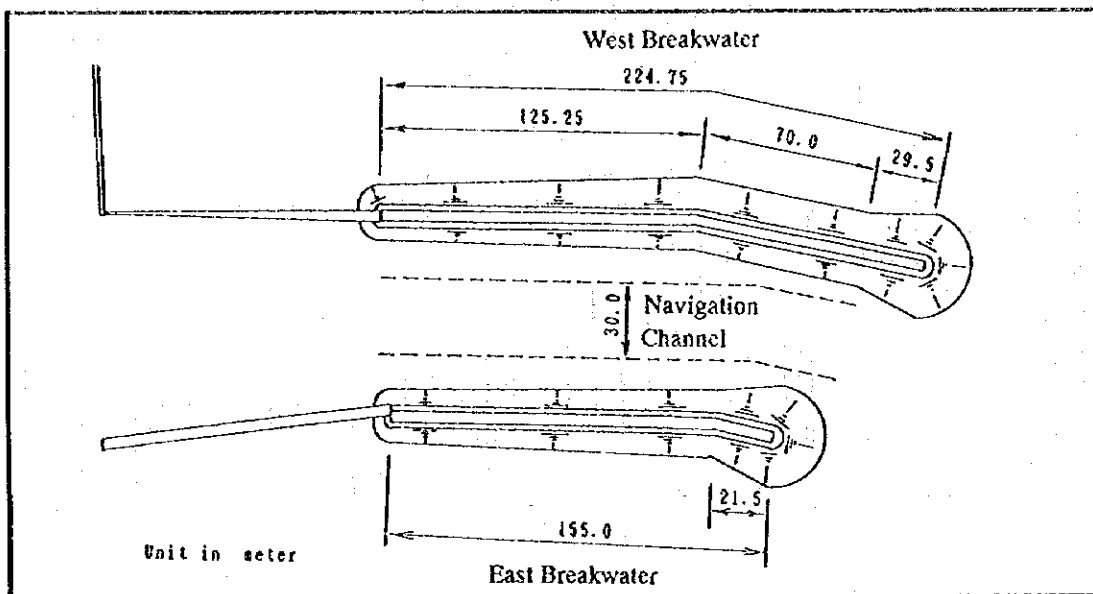 West Breakwater
224.75
125.25
70.0
29.5
30.0
Navigation
Channel
21.5
155.0
Unit in meter
East Breakwater